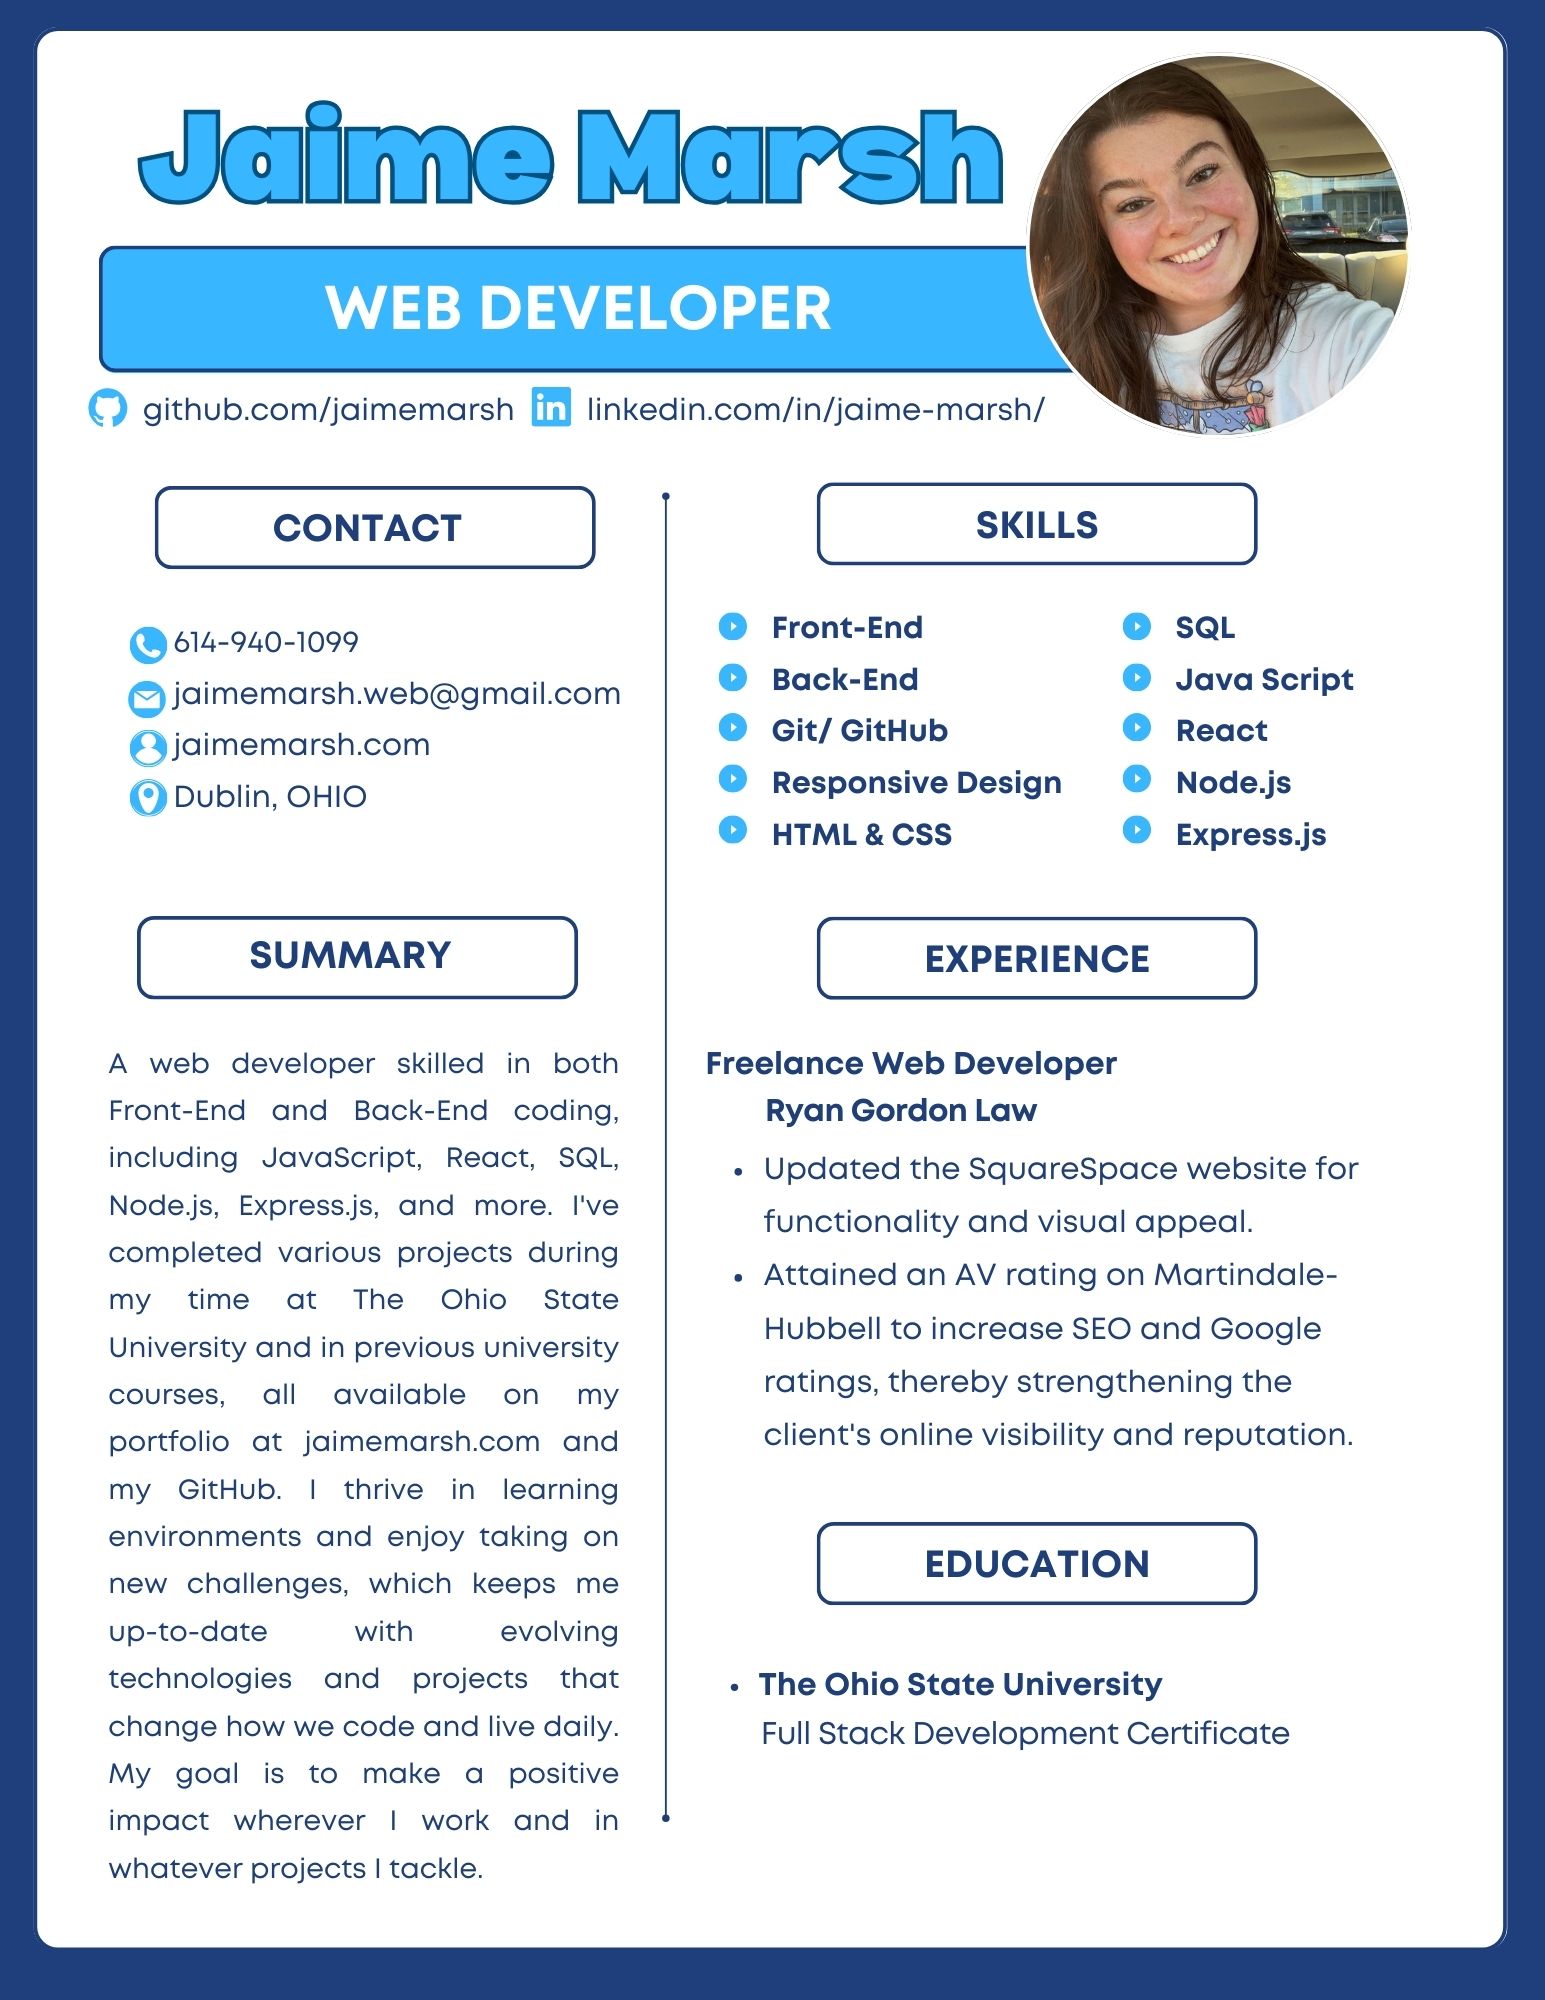 Jaime Marsh
WEB DEVELOPER
github.com/jaimemarsh
in linkedin.com/in/jaime-marsh/
CONTACT
614-940-1099
jaimemarsh.web@gmail.com
jaimemarsh.com
Dublin, OHIO
SUMMARY
A web developer skilled in both
Front-End and Back-End coding,
including JavaScript, React, SQL,
Node.js, Express.js, and more. I've
completed various projects during
my time at The Ohio State
University and in previous university
courses, all available on my
portfolio at jaimemarsh.com and
my GitHub. I thrive in learning
environments and enjoy taking on
new challenges, which keeps me
up-to-date with evolving
technologies and projects that
change how we code and live daily.
My goal is to make a positive
impact wherever I work and in
whatever projects I tackle.
SKILLS
Front-End
Back-End
Git/ GitHub
Responsive Design
HTML & CSS
SQL
Java Script
React
Node.js
Express.js
EXPERIENCE
Freelance Web Developer
Ryan Gordon Law
• Updated the SquareSpace website for
functionality and visual appeal.
• Attained an AV rating on Martindale-
Hubbell to increase SEO and Google
ratings, thereby strengthening the
client's online visibility and reputation.
EDUCATION
• The Ohio State University
Full Stack Development Certificate